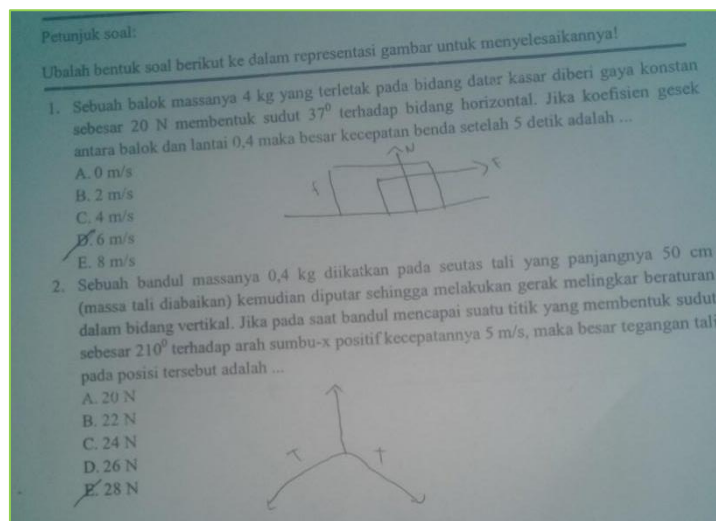 Petunjuk soal:
Ubalah bentuk soal berikut ke dalam representasi gambar untuk menyelesaikannya!
1. Sebuah balok massanya 4 kg yang terletak pada bidang datar kasar diberi gaya konstan
sebesar 20 N membentuk sudut 37⁰ terhadap bidang horizontal. Jika koefisien gesek
antara balok dan lantai 0,4 maka besar kecepatan benda setelah 5 detik adalah ...
A. 0 m/s
B. 2 m/s
C. 4 m/s
D. 6 m/s
E. 8 m/s
f
N
F
2. Sebuah bandul massanya 0,4 kg diikatkan pada seutas tali yang panjangnya 50 cm
(massa tali diabaikan) kemudian diputar sehingga melakukan gerak melingkar beraturan
dalam bidang vertikal. Jika pada saat bandul mencapai suatu titik yang membentuk sudut
sebesar 210⁰ terhadap arah sumbu-x positif kecepatannya 5 m/s, maka besar tegangan tali
pada posisi tersebut adalah ...
A. 20 N
B. 22 N
C. 24 N
D. 26 N
E. 28 N
T T